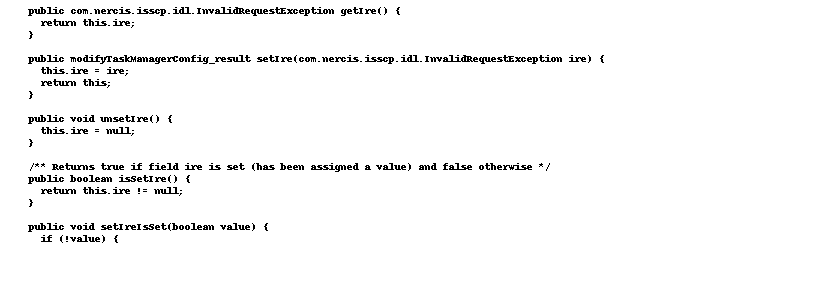 public com.nercis.isscp.idl.InvalidRequestException getIre() {
return this.ire;
}
public modifyTaskManagerConfig_result setIre(com.nercis.isscp.idl.InvalidRequestException ire) {
this.ire = ire;
return this;
}
public void unsetIre() {
this.ire = null;
}
/** Returns true if field ire is set (has been assigned a value) and false otherwise */
public boolean isSetIre() {
return this.ire != null;
}
public void setIreIsSet(boolean value) {
if (!value) {